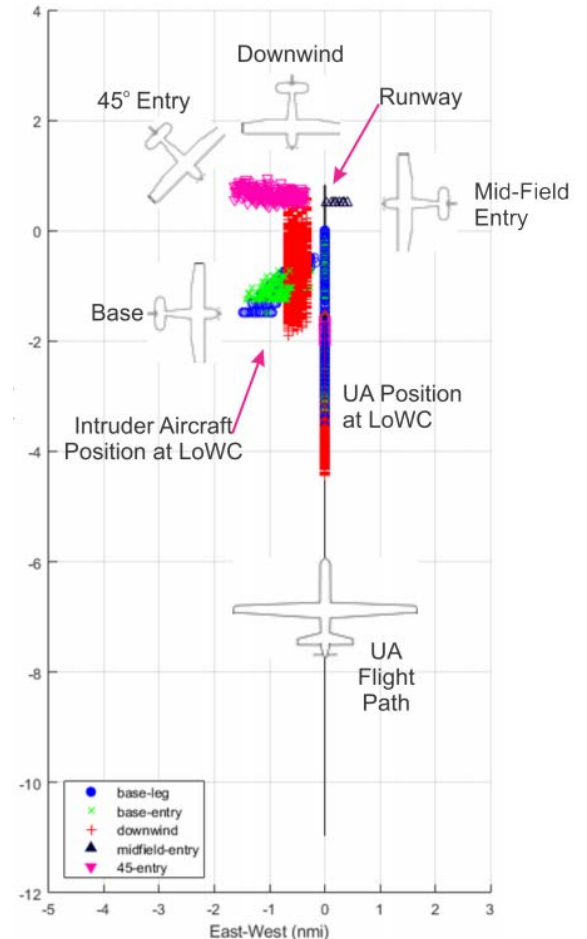 4
Downwind
45° Entry
Runway
2
Mid-Field
Entry
0
Base
-2
UA Position
at LoWC
Intruder Aircraft
Position at LoWC
-4
-6
UA
Flight
Path
-8
-10
base-leg
base-entry
downwind
midfield-entry
45-entry
-12
-5 -4 -3 -2 -1 0 1 2 3
East-West (nmi)